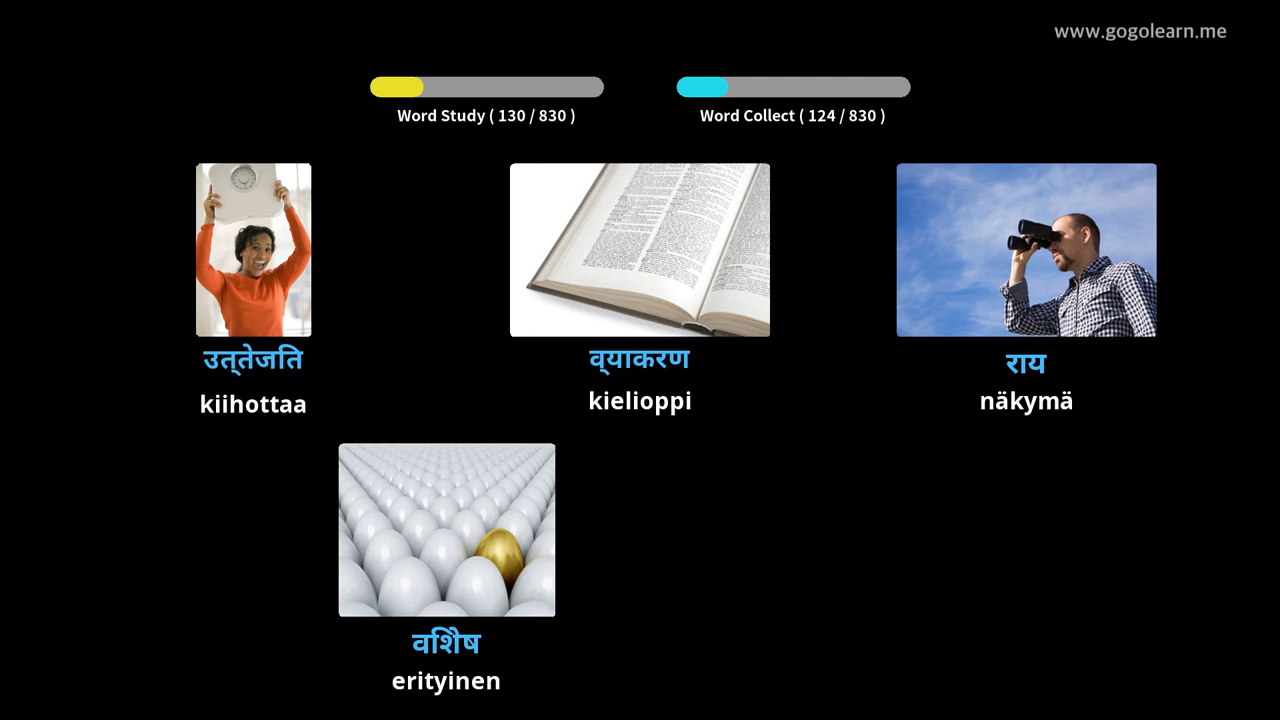 www.gogolearn.me
Word Study ( 130 / 830 )
Word Collect ( 124 / 830 )
उत्तेजति
kiihottaa
व्याकरण
kielioppi
राय
näkymä
वशिेष
erityinen